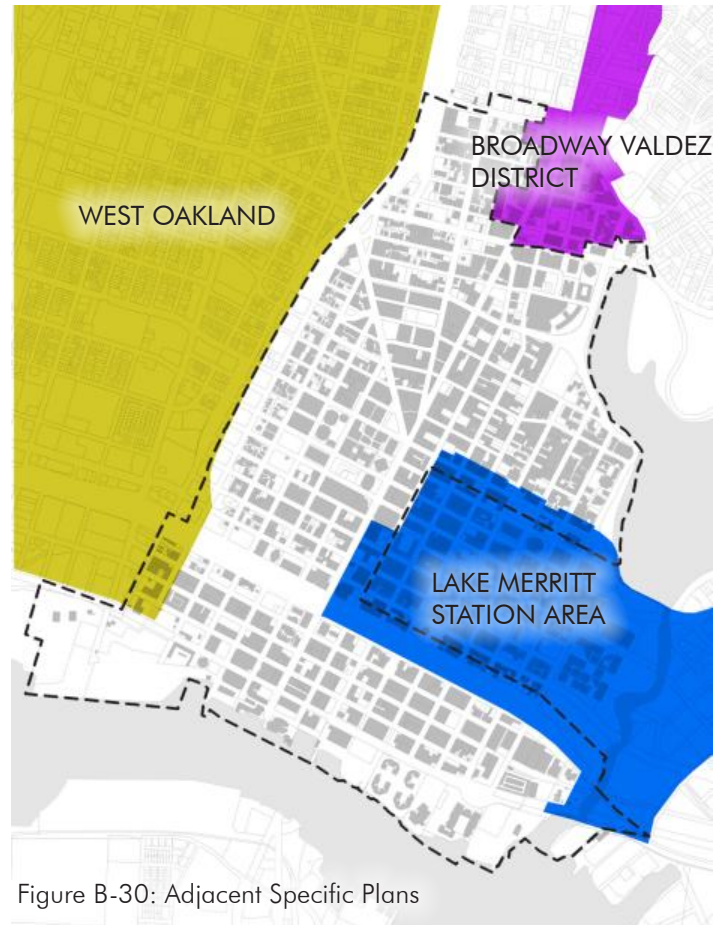 BROADWAY VALDEZ
DISTRICT
WEST OAKLAND
LAKE MERRITT
STATION AREA
Figure B-30: Adjacent Specific Plans